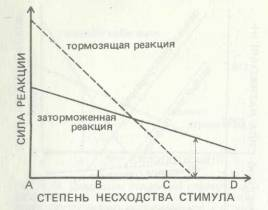 тормозящая реакция
СИЛА РЕАКЦИИ
заторможенная
реакция
A B C D
СТЕПЕНЬ НЕСХОДСТВА СТИМУЛА